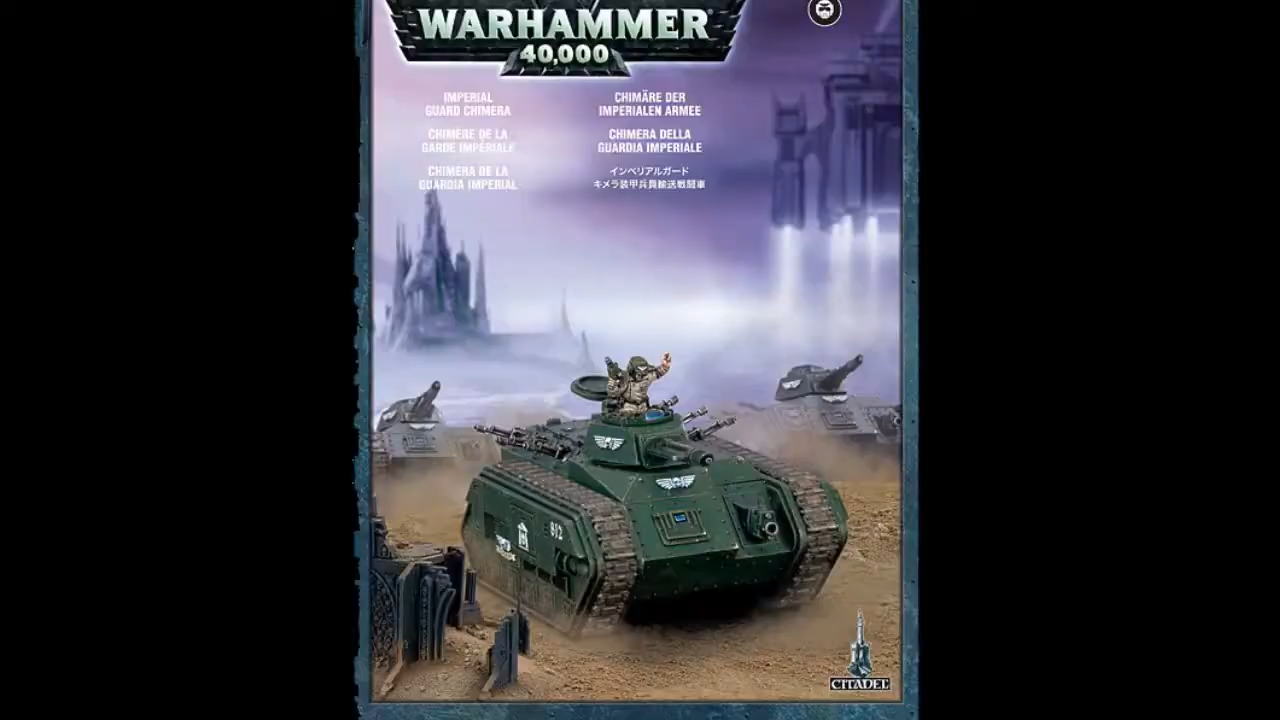 WARHAMMER
40,000
IMPERIAL
GUARD CHIMERA
CHIMÈRE DE LA
GARDE IMPÉRIALE
CHIMERA DE LA
GUARDIA IMPERIAL
CHIMÄRE DER
IMPERIALEN ARMEE
CHIMERA DELLA
GUARDIA IMPERIALE
インペリアルガード
キメラ装甲兵員輸送戦闘車
812
CITADEL